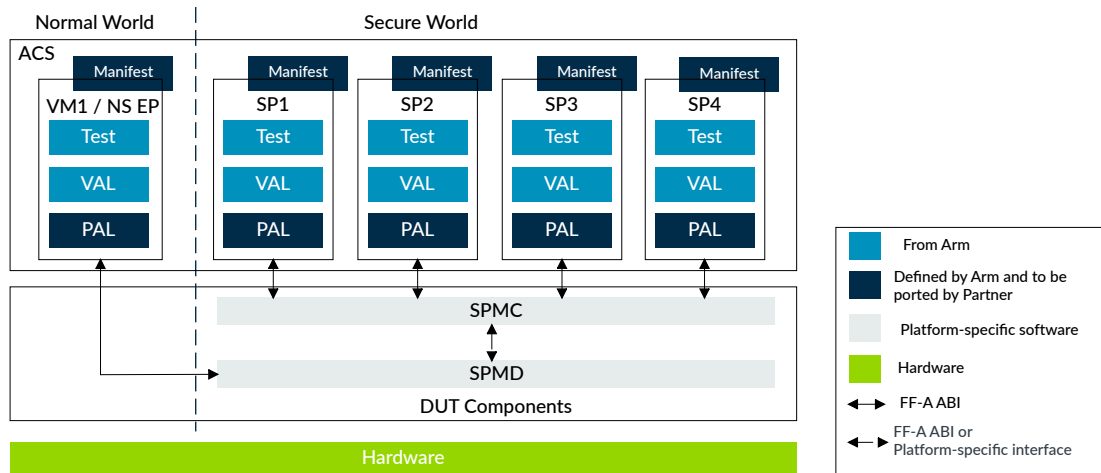 Normal World
Secure World
ACS
Manifest
Manifest
Manifest
Manifest
Manifest
VM1 / NS EP
SP1
SP2
SP3
SP4
Test
Test
Test
Test
Test
VAL
VAL
VAL
VAL
VAL
PAL
PAL
PAL
PAL
PAL
SPMC
SPMD
DUT Components
Hardware
From Arm
Defined by Arm and to be
ported by Partner
Platform-specific software
Hardware
FF-A ABI
FF-A ABI or
Platform-specific interface